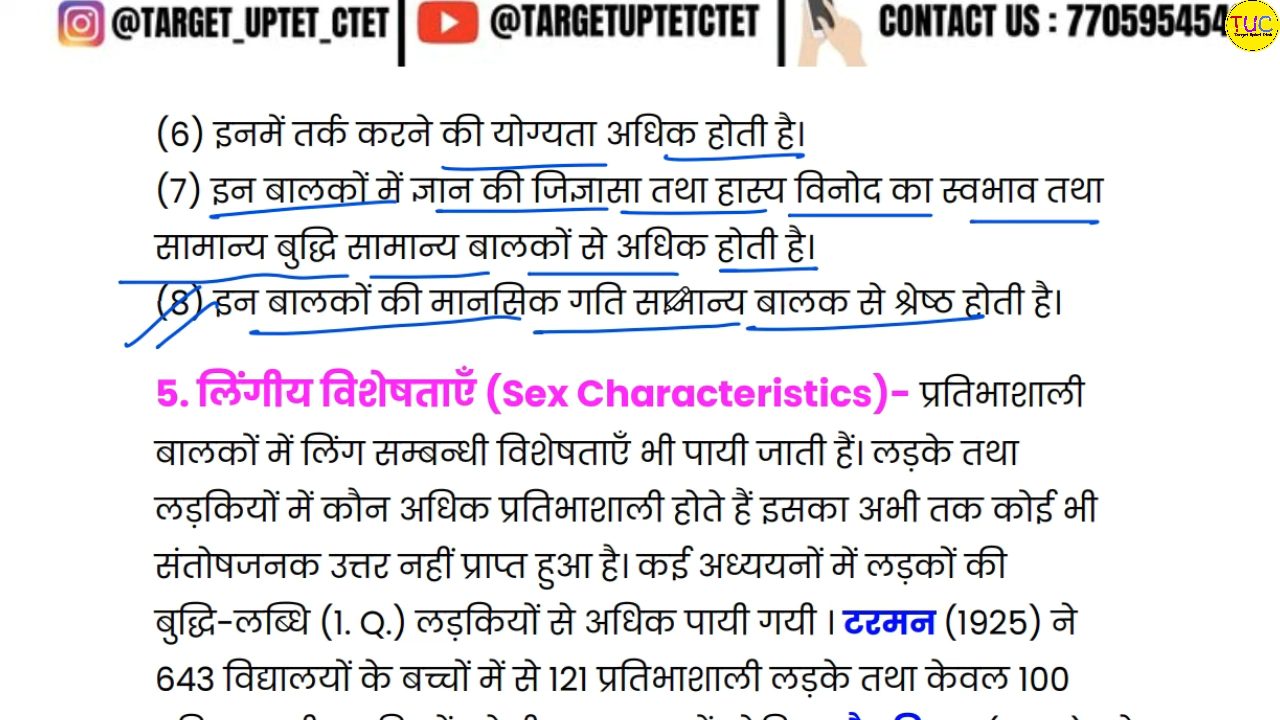 @TARGET_UPTET_CTET @TARGETUPTETCTET CONTACT US : 770595454
TUC
(6) इनमें तर्क करने की योग्यता अधिक होती है।
(7) इन बालकों में ज्ञान की जिज्ञासा तथा हास्य विनोद का स्वभाव तथा
सामान्य बुद्धि सामान्य बालकों से अधिक होती है।
(8) इन बालकों की मानसिक गति सामान्य बालक से श्रेष्ठ होती है।
5. लिंगीय विशेषताएँ (Sex Characteristics)- प्रतिभाशाली
बालकों में लिंग सम्बन्धी विशेषताएँ भी पायी जाती हैं। लड़के तथा
लड़कियों में कौन अधिक प्रतिभाशाली होते हैं इसका अभी तक कोई भी
संतोषजनक उत्तर नहीं प्राप्त हुआ है। कई अध्ययनों में लड़कों की
बुद्धि-लब्धि (1. Q.) लड़कियों से अधिक पायी गयी । टरमन (1925) ने
643 विद्यालयों के बच्चों में से 121 प्रतिभाशाली लड़के तथा केवल 100